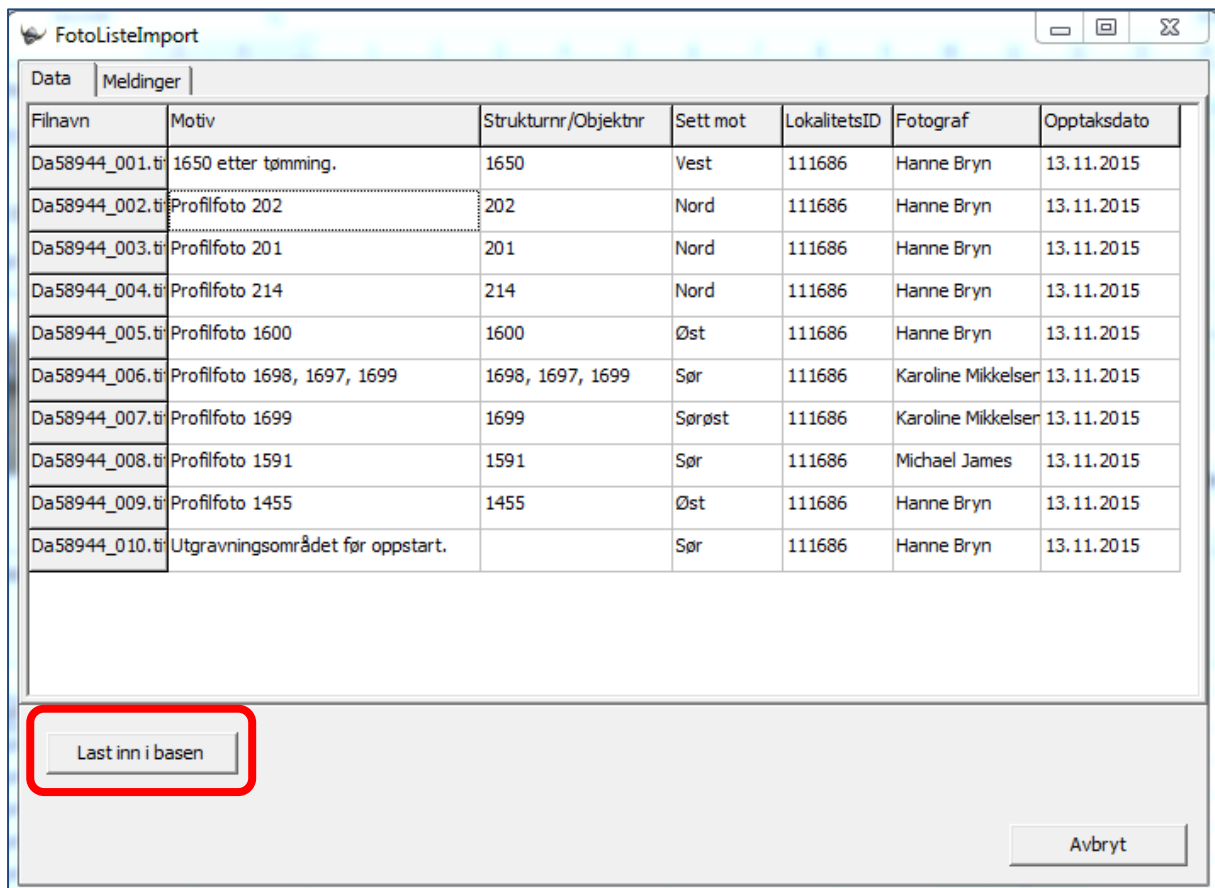 FotoListeImport
Data Meldinger
Filnavn Motiv Strukturnr/Objektnr Sett mot LokalitetsID Fotograf Opptaksdato
Da58944_001.ti 1650 etter tømming. 1650 Vest 111686 Hanne Bryn 13.11.2015
Da58944_002.ti Profilfoto 202 202 Nord 111686 Hanne Bryn 13.11.2015
Da58944_003.ti Profilfoto 201 201 Nord 111686 Hanne Bryn 13.11.2015
Da58944_004.ti Profilfoto 214 214 Nord 111686 Hanne Bryn 13.11.2015
Da58944_005.ti Profilfoto 1600 1600 Øst 111686 Hanne Bryn 13.11.2015
Da58944_006.ti Profilfoto 1698, 1697, 1699 1698, 1697, 1699 Sør 111686 Karoline Mikkelsen 13.11.2015
Da58944_007.ti Profilfoto 1699 1699 Sørøst 111686 Karoline Mikkelsen 13.11.2015
Da58944_008.ti Profilfoto 1591 1591 Sør 111686 Michael James 13.11.2015
Da58944_009.ti Profilfoto 1455 1455 Øst 111686 Hanne Bryn 13.11.2015
Da58944_010.ti Utgravningsområdet før oppstart. Sør 111686 Hanne Bryn 13.11.2015
Last inn i basen
Avbryt